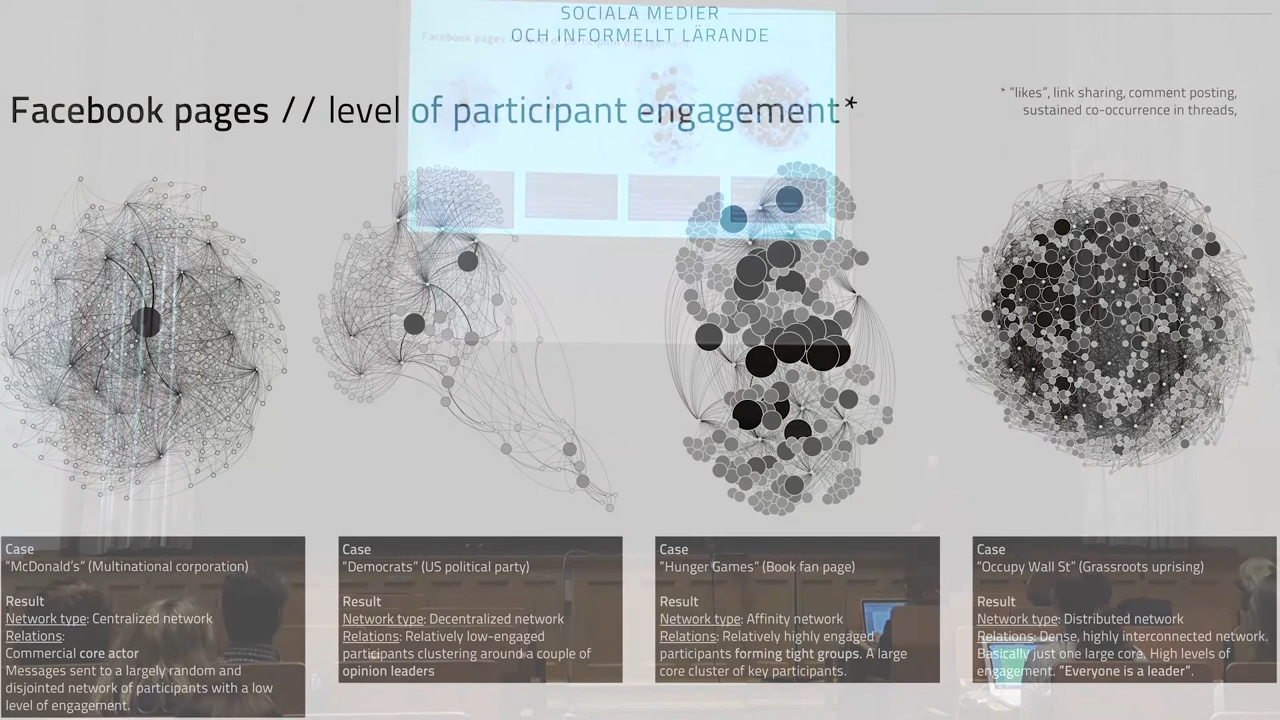 SOCIALA MEDIER
OCH INFORMELLT LÄRANDE
Facebook pages // level of participant engagement*
* "likes", link sharing, comment posting,
sustained co-occurrence in threads,
Case
"McDonald's" (Multinational corporation)
Result
Network type: Centralized network
Relations:
Commercial core actor
Messages sent to a largely random and
disjointed network of participants with a low
level of engagement.
Case
"Democrats" (US political party)
Result
Network type: Decentralized network
Relations: Relatively low-engaged
participants clustering around a couple of
opinion leaders
Case
"Hunger Games" (Book fan page)
Result
Network type: Affinity network
Relations: Relatively highly engaged
participants forming tight groups. A large
core cluster of key participants.
Case
"Occupy Wall St" (Grassroots uprising)
Result
Network type: Distributed network
Relations: Dense, highly interconnected network.
Basically just one large core. High levels of
engagement. "Everyone is a leader".